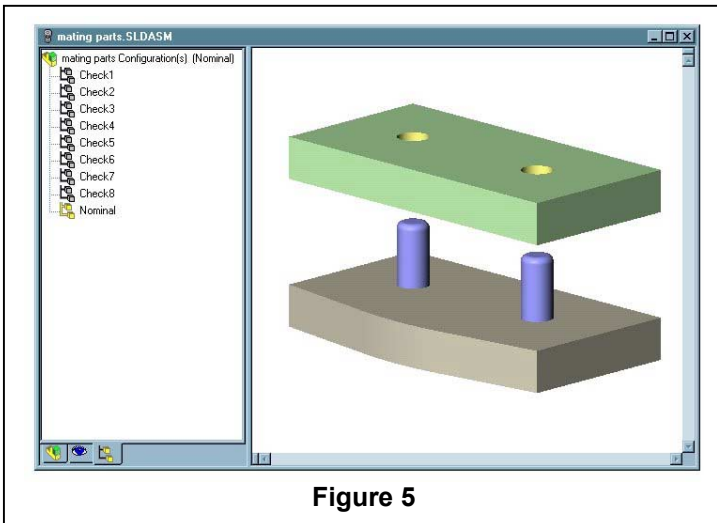 mating parts.SLDASM
mating parts Configuration(s) (Nominal)
Check1
Check2
Check3
Check4
Check5
Check6
Check7
Check8
Nominal
Figure 5